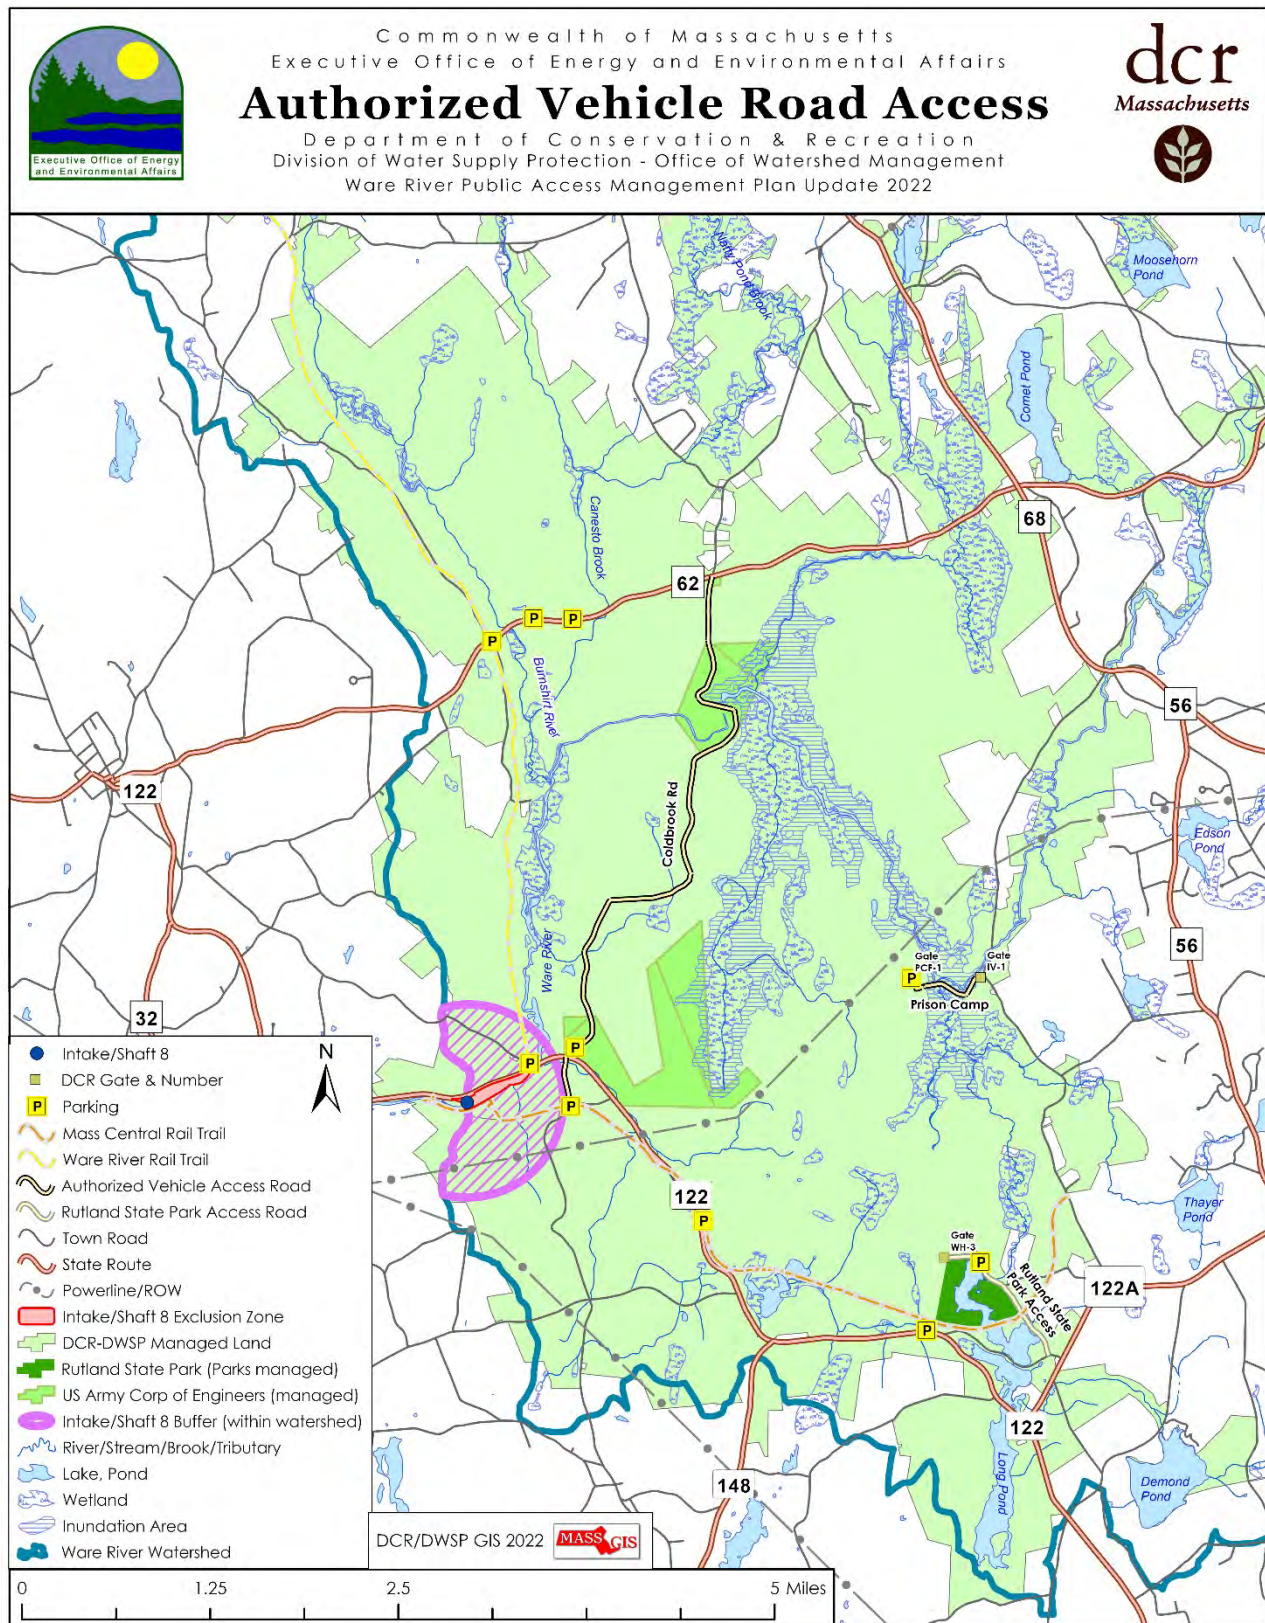 Commonwealth of Massachusetts
Executive Office of Energy and Environmental Affairs
Authorized Vehicle Road Access
Department of Conservation & Recreation
Division of Water Supply Protection - Office of Watershed Management
Ware River Public Access Management Plan Update 2022
Executive Office of Energy
and Environmental Affairs
dcr
Massachusetts
Natty Pond Brook
Moosehorn
Pond
Comet Pond
Canesto Brook
68
62
P
P
P
Burnshirt River
56
122
Coldbrook Rd
Edson
Pond
56
Ware River
Gate
PCF-1
Gate
IV-1
P
Prison Camp
32
P
P
P
122
P
Thayer
Pond
Gate
WH-3
P
Rutland State
Park Access
122A
P
122
148
Long Pond
Demond
Pond
N
Intake/Shaft 8
DCR Gate & Number
P Parking
Mass Central Rail Trail
Ware River Rail Trail
Authorized Vehicle Access Road
Rutland State Park Access Road
Town Road
State Route
Powerline/ROW
Intake/Shaft 8 Exclusion Zone
DCR-DWSP Managed Land
Rutland State Park (Parks managed)
US Army Corp of Engineers (managed)
Intake/Shaft 8 Buffer (within watershed)
River/Stream/Brook/Tributary
Lake, Pond
Wetland
Inundation Area
Ware River Watershed
DCR/DWSP GIS 2022
MASS GIS
0 1.25 2.5 5 Miles